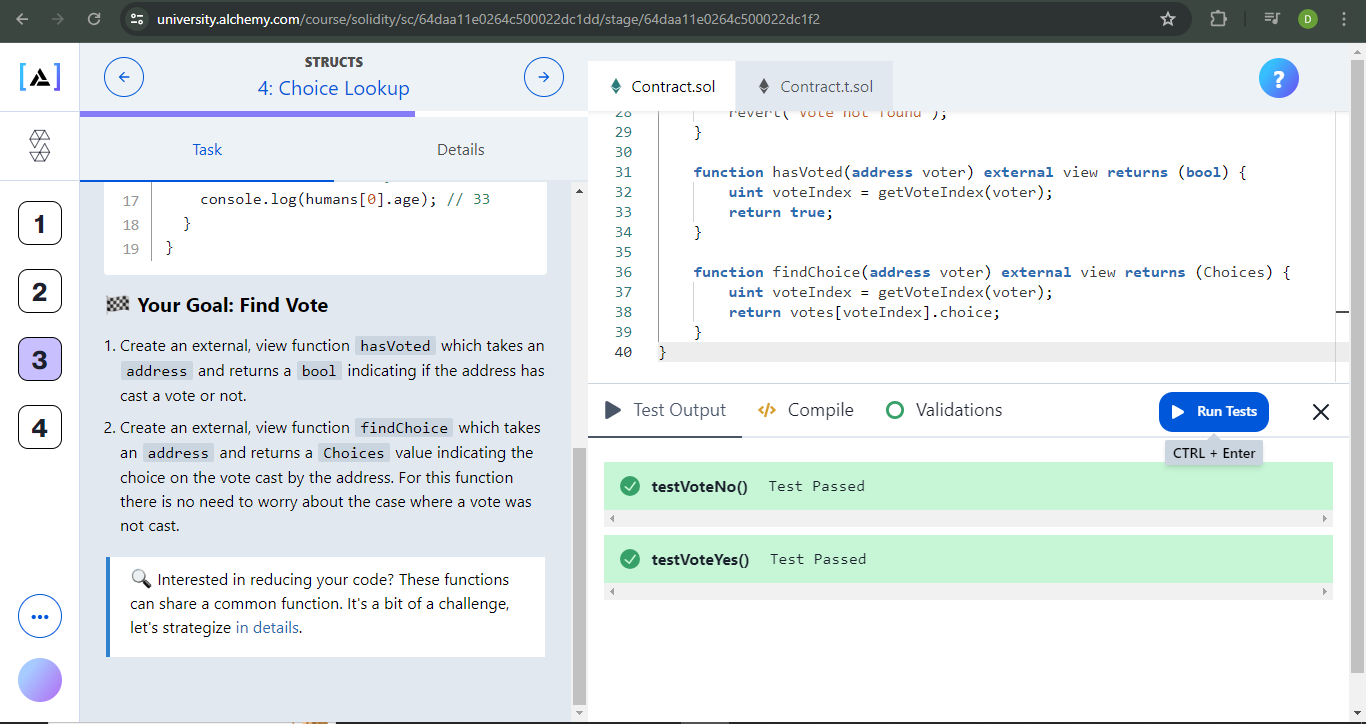 university.alchemy.com/course/solidity/sc/64daa11e0264c500022dc1dd/stage/64daa11e0264c500022dc1f2
D
STRUCTS
4: Choice Lookup
Task
Details
1
2
3
4
17 console.log(humans[0].age); // 33
18 }
19 }
Your Goal: Find Vote
1. Create an external, view function hasVoted which takes an
address and returns a bool indicating if the address has
cast a vote or not.
2. Create an external, view function findChoice which takes
an address and returns a Choices value indicating the
choice on the vote cast by the address. For this function
there is no need to worry about the case where a vote was
not cast.
Interested in reducing your code? These functions
can share a common function. It's a bit of a challenge,
let's strategize in details.
Contract.sol
Contract.t.sol
?
28 revert("Vote not found");
29 }
30
31 function hasVoted(address voter) external view returns (bool) {
32 uint voteIndex = getVoteIndex(voter);
33 return true;
34 }
35
36 function findChoice(address voter) external view returns (Choices) {
37 uint voteIndex = getVoteIndex(voter);
38 return votes[voteIndex].choice;
39 }
40 }
Test Output
Compile
Validations
Run Tests
CTRL + Enter
testVoteNo() Test Passed
testVoteYes() Test Passed